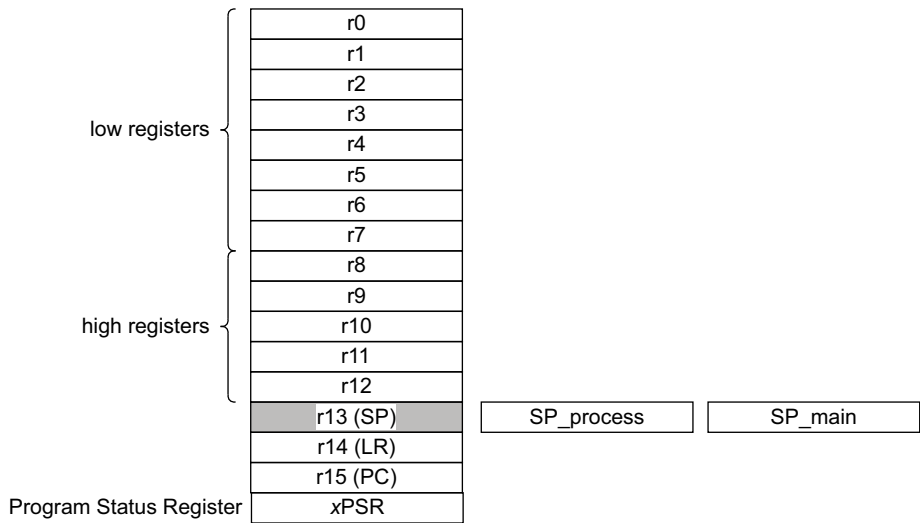 r0
r1
r2
r3
low registers
r4
r5
r6
r7
r8
r9
high registers
r10
r11
r12
r13 (SP)
SP_process
SP_main
r14 (LR)
r15 (PC)
Program Status Register
xPSR